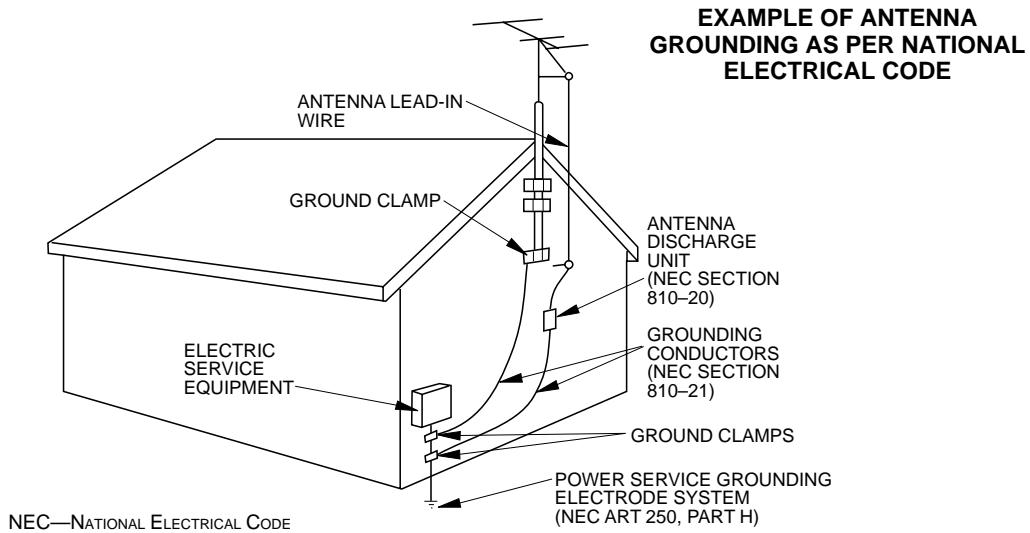 EXAMPLE OF ANTENNA
GROUNDING AS PER NATIONAL
ELECTRICAL CODE
ANTENNA LEAD-IN
WIRE
GROUND CLAMP
ANTENNA
DISCHARGE
UNIT
(NEC SECTION
810–20)
ELECTRIC
SERVICE
EQUIPMENT
GROUNDING
CONDUCTORS
(NEC SECTION
810–21)
GROUND CLAMPS
POWER SERVICE GROUNDING
ELECTRODE SYSTEM
(NEC ART 250, PART H)
NEC—NATIONAL ELECTRICAL CODE